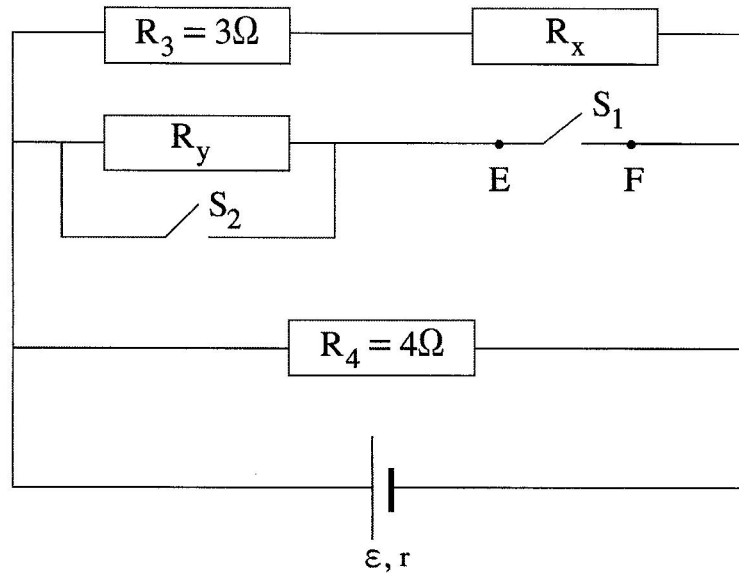 R₃ = 3Ω
Rₓ
R_y
S₁
E
F
S₂
R₄ = 4Ω
ε, r